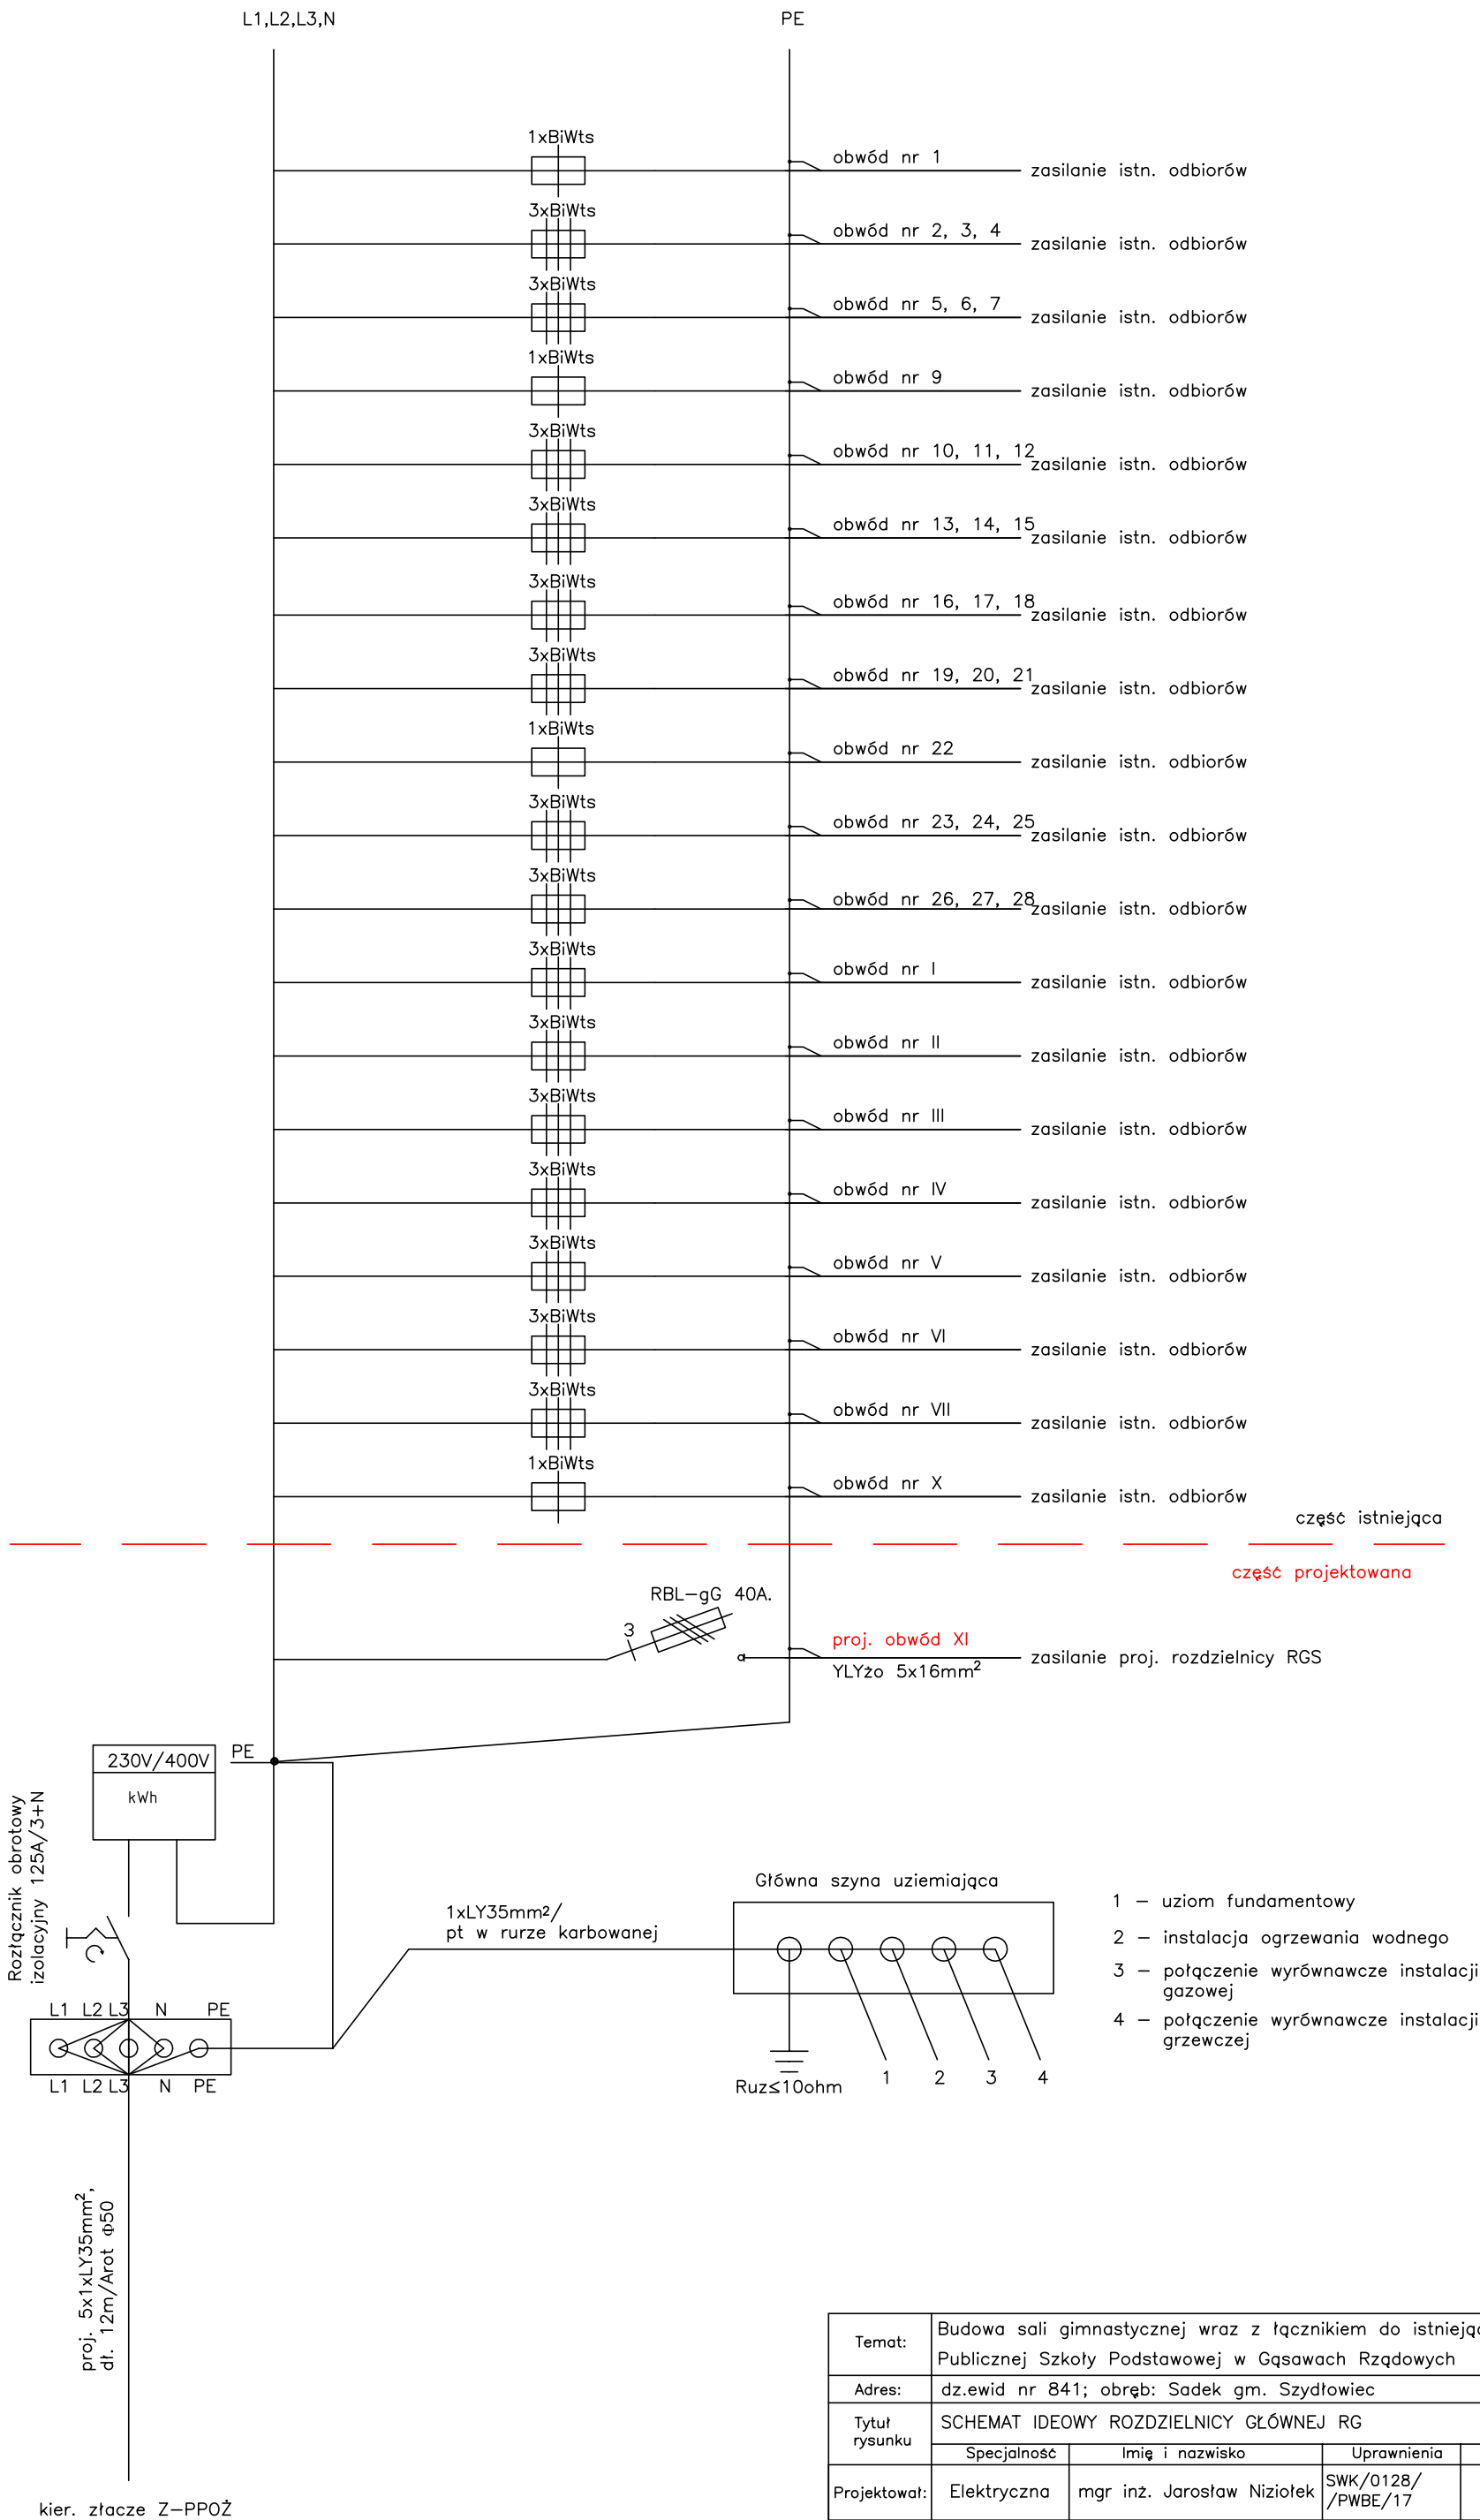 L1,L2,L3,N
PE
1xBiWts
obwód nr 1
zasilanie istn. odbiorów
3xBiWts
obwód nr 2, 3, 4
zasilanie istn. odbiorów
3xBiWts
obwód nr 5, 6, 7
zasilanie istn. odbiorów
1xBiWts
obwód nr 9
zasilanie istn. odbiorów
3xBiWts
obwód nr 10, 11, 12
zasilanie istn. odbiorów
3xBiWts
obwód nr 13, 14, 15
zasilanie istn. odbiorów
3xBiWts
obwód nr 16, 17, 18
zasilanie istn. odbiorów
3xBiWts
obwód nr 19, 20, 21
zasilanie istn. odbiorów
1xBiWts
obwód nr 22
zasilanie istn. odbiorów
3xBiWts
obwód nr 23, 24, 25
zasilanie istn. odbiorów
3xBiWts
obwód nr 26, 27, 28
zasilanie istn. odbiorów
3xBiWts
obwód nr I
zasilanie istn. odbiorów
3xBiWts
obwód nr II
zasilanie istn. odbiorów
3xBiWts
obwód nr III
zasilanie istn. odbiorów
3xBiWts
obwód nr IV
zasilanie istn. odbiorów
3xBiWts
obwód nr V
zasilanie istn. odbiorów
3xBiWts
obwód nr VI
zasilanie istn. odbiorów
3xBiWts
obwód nr VII
zasilanie istn. odbiorów
1xBiWts
obwód nr X
zasilanie istn. odbiorów
część istniejąca
część projektowana
RBL-gG 40A.
3
proj. obwód XI
YLYżo 5x16mm²
zasilanie proj. rozdzielnicy RGS
230V/400V
PE
kWh
Rozłącznik obrotowy
izolacyjny 125A/3+N
1xLY35mm²/
pt w rurze karbowanej
Główna szyna uziemiająca
1 – uziom fundamentowy
2 – instalacja ogrzewania wodnego
3 – połączenie wyrównawcze instalacji
gazowej
4 – połączenie wyrównawcze instalacji
grzewczej
L1 L2 L3 N PE
L1 L2 L3 N PE
Ruz≤10ohm
1 2 3 4
proj. 5x1xLY35mm²,
dł. 12m/Arot Φ50
kier. złacze Z-PPOŻ
Temat:
Budowa sali gimnastycznej wraz z łącznikiem do istnieją
Publicznej Szkoły Podstawowej w Gąsawach Rządowych
Adres:
dz.ewid nr 841; obręb: Sadek gm. Szydłowiec
Tytuł
rysunku
SCHEMAT IDEOWY ROZDZIELNICY GŁÓWNEJ RG
Specjalność
Imię i nazwisko
Uprawnienia
Projektował:
Elektryczna
mgr inż. Jarosław Niziołek
SWK/0128/
/PWBE/17